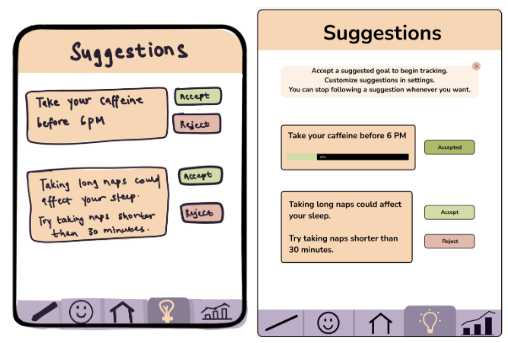 Suggestions
Take your caffeine
before 6pm
Accept
Reject
Taking long naps could
affect your sleep.
Try taking naps shorter
than 30 minutes.
Accept
Reject
Suggestions
Accept a suggested goal to begin tracking.
Customize suggestions in settings.
You can stop following a suggestion whenever you want.
Take your caffeine before 6 PM
Accepted
Taking long naps could affect
your sleep.
Try taking naps shorter than
30 minutes.
Accept
Reject